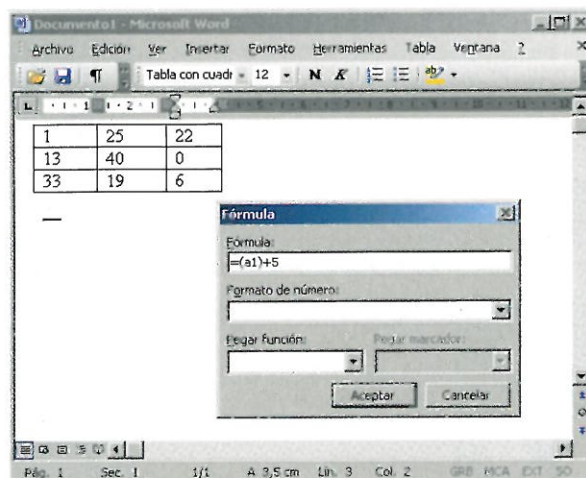 Documento1 - Microsoft Word
Archivo Edición Ver Insertar Formato Herramientas Tabla Ventana ?
Tabla con cuadr 12 N K
1 25 22
13 40 0
33 19 6
Fórmula
Fórmula:
=(a1)+5
Formato de número:
Pegar función: Pegar marcador:
Aceptar Cancelar
Pág. 1 Sec. 1 1/1 A 3,5 cm Lín. 3 Col. 2 GRB MCA EXT SO